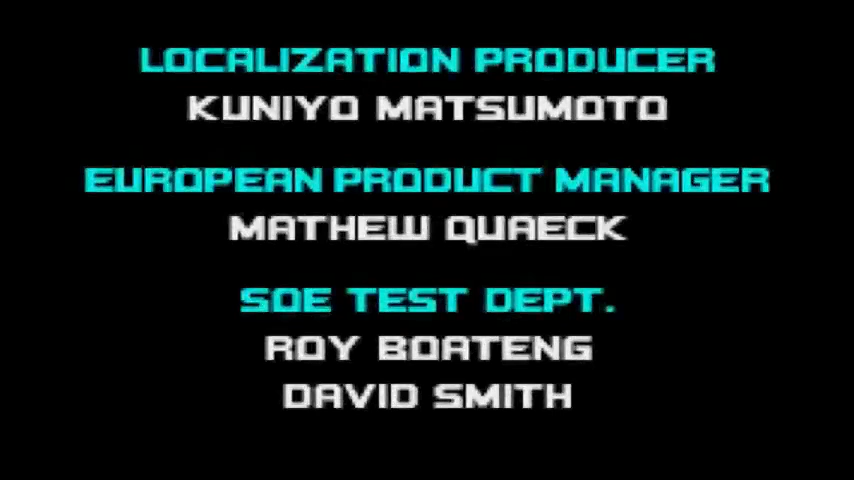 LOCALIZATION PRODUCER
KUNIYO MATSUMOTO
EUROPEAN PRODUCT MANAGER
MATHEW QUAECK
SOE TEST DEPT.
ROY BOATENG
DAVID SMITH